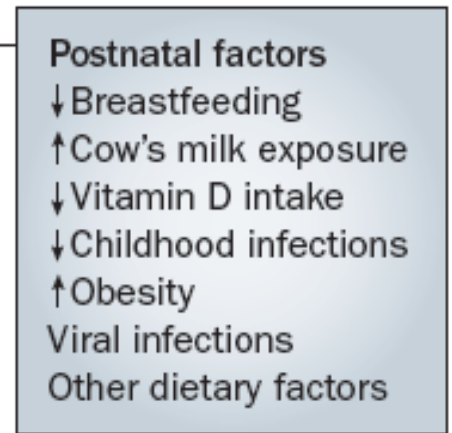 Postnatal factors
↓Breastfeeding
↑Cow's milk exposure
↓Vitamin D intake
↓Childhood infections
↑Obesity
Viral infections
Other dietary factors